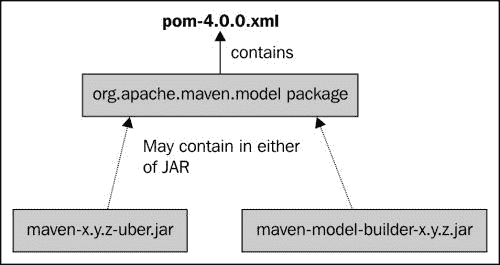 pom-4.0.0.xml
contains
org.apache.maven.model package
May contain in either
of JAR
maven-x.y.z-uber.jar
maven-model-builder-x.y.z.jar